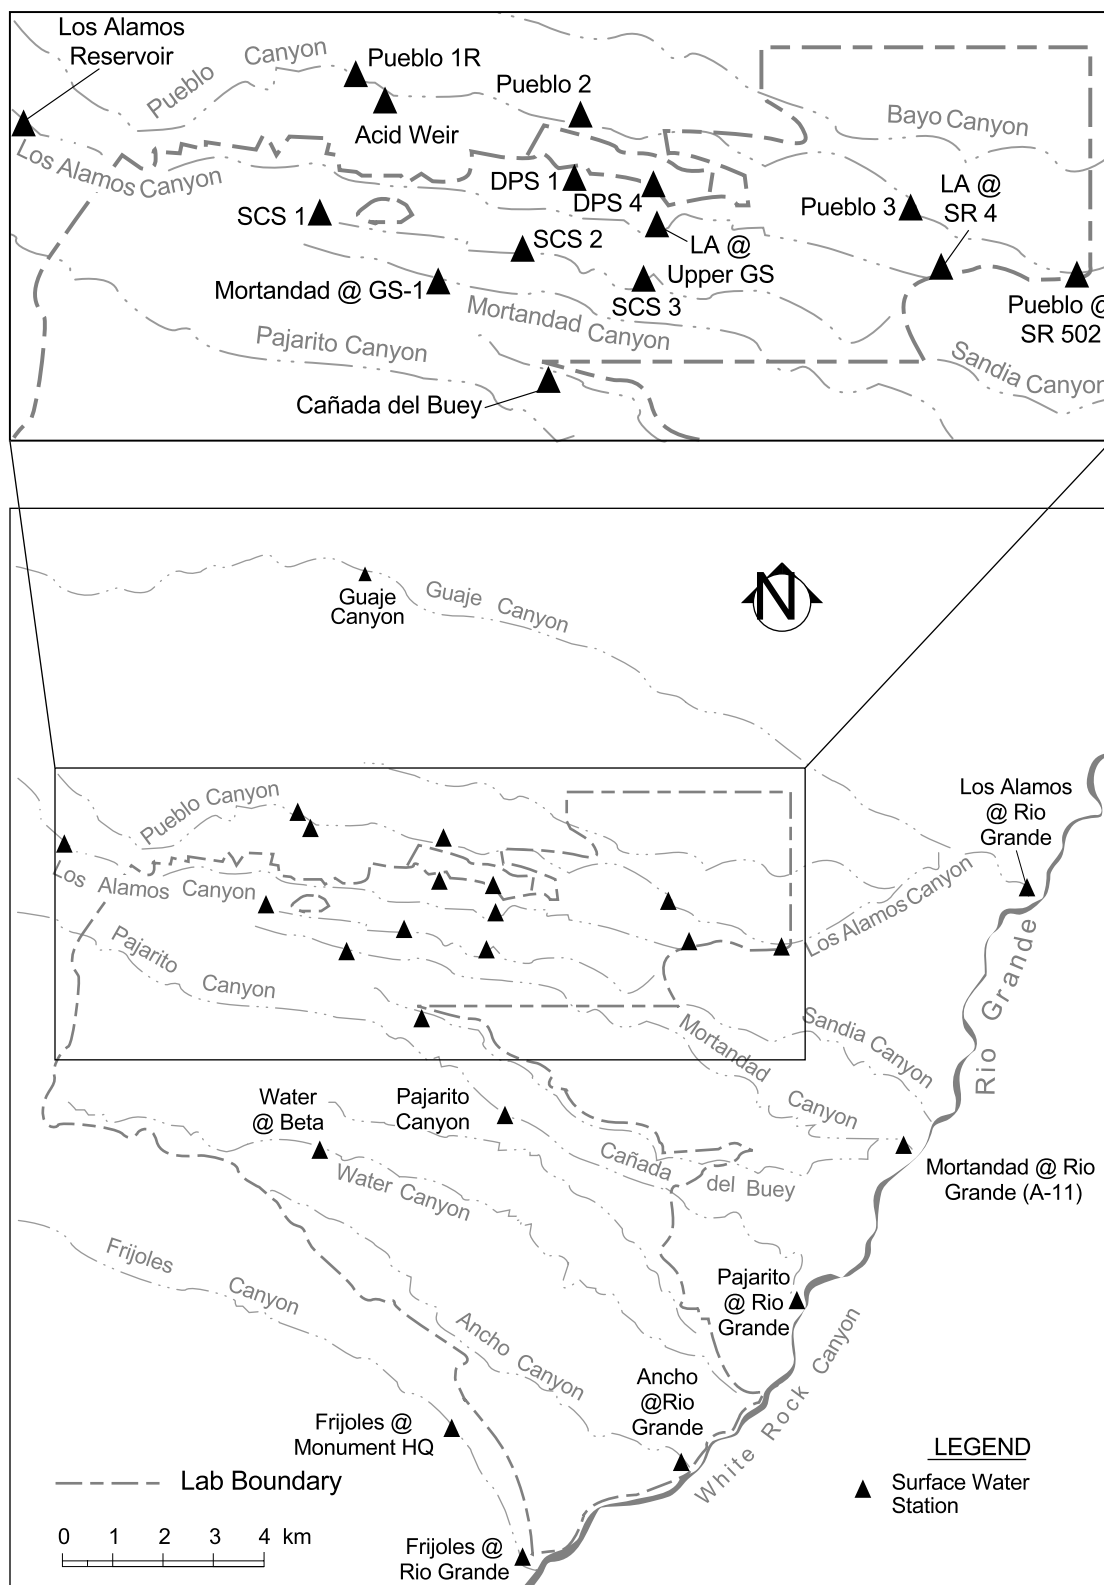 Los Alamos
Reservoir
Pueblo Canyon
Pueblo 1R
Acid Weir
Pueblo 2
Bayo Canyon
Los Alamos Canyon
DPS 1
DPS 4
LA @
SR 4
Pueblo 3
SCS 1
SCS 2
LA @
Upper GS
Mortandad @ GS-1
SCS 3
Pueblo @
SR 502
Mortandad Canyon
Pajarito Canyon
Sandia Canyon
Cañada del Buey
Guaje
Canyon
Guaje Canyon
N
Los Alamos
@ Rio
Grande
Pueblo Canyon
Los Alamos Canyon
Los Alamos Canyon
Pajarito Canyon
Rio Grande
Sandia Canyon
Mortandad Canyon
Water
@ Beta
Pajarito
Canyon
Cañada del Buey
Mortandad @ Rio
Grande (A-11)
Water Canyon
Frijoles Canyon
Pajarito
@ Rio
Grande
Ancho Canyon
White Rock Canyon
Ancho
@Rio
Grande
Frijoles @
Monument HQ
LEGEND
Lab Boundary
Surface Water
Station
0 1 2 3 4 km
Frijoles @
Rio Grande